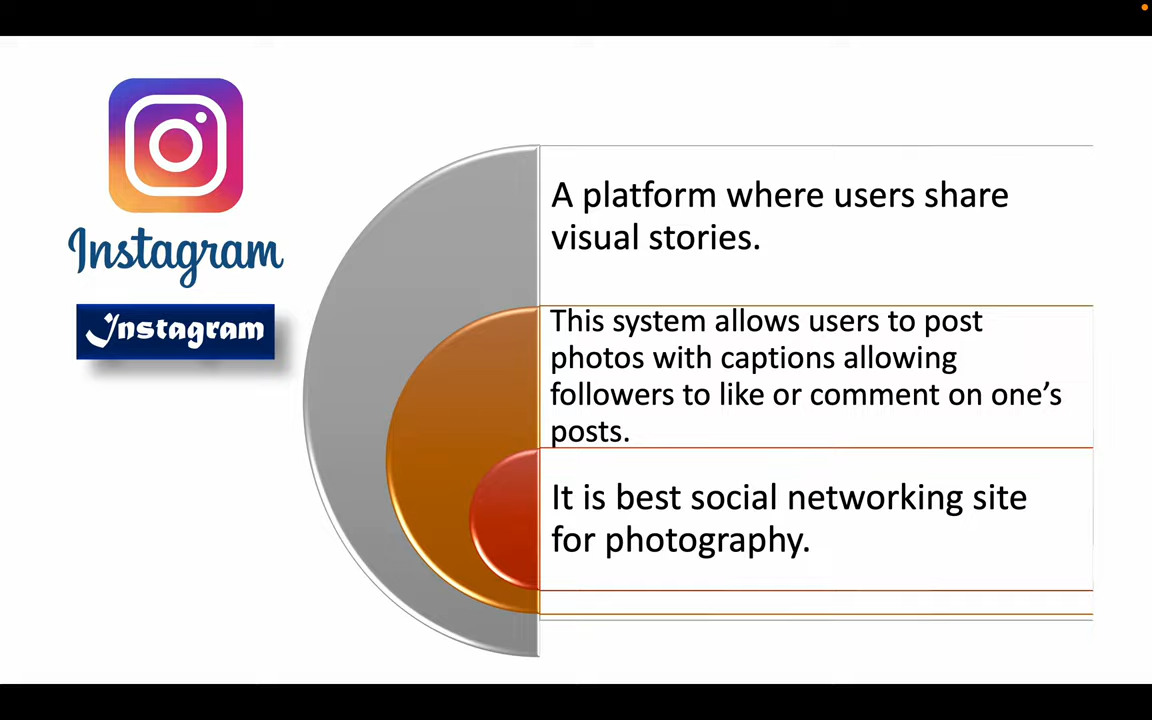 Instagram
Instagram
A platform where users share
visual stories.
This system allows users to post
photos with captions allowing
followers to like or comment on one’s
posts.
It is best social networking site
for photography.